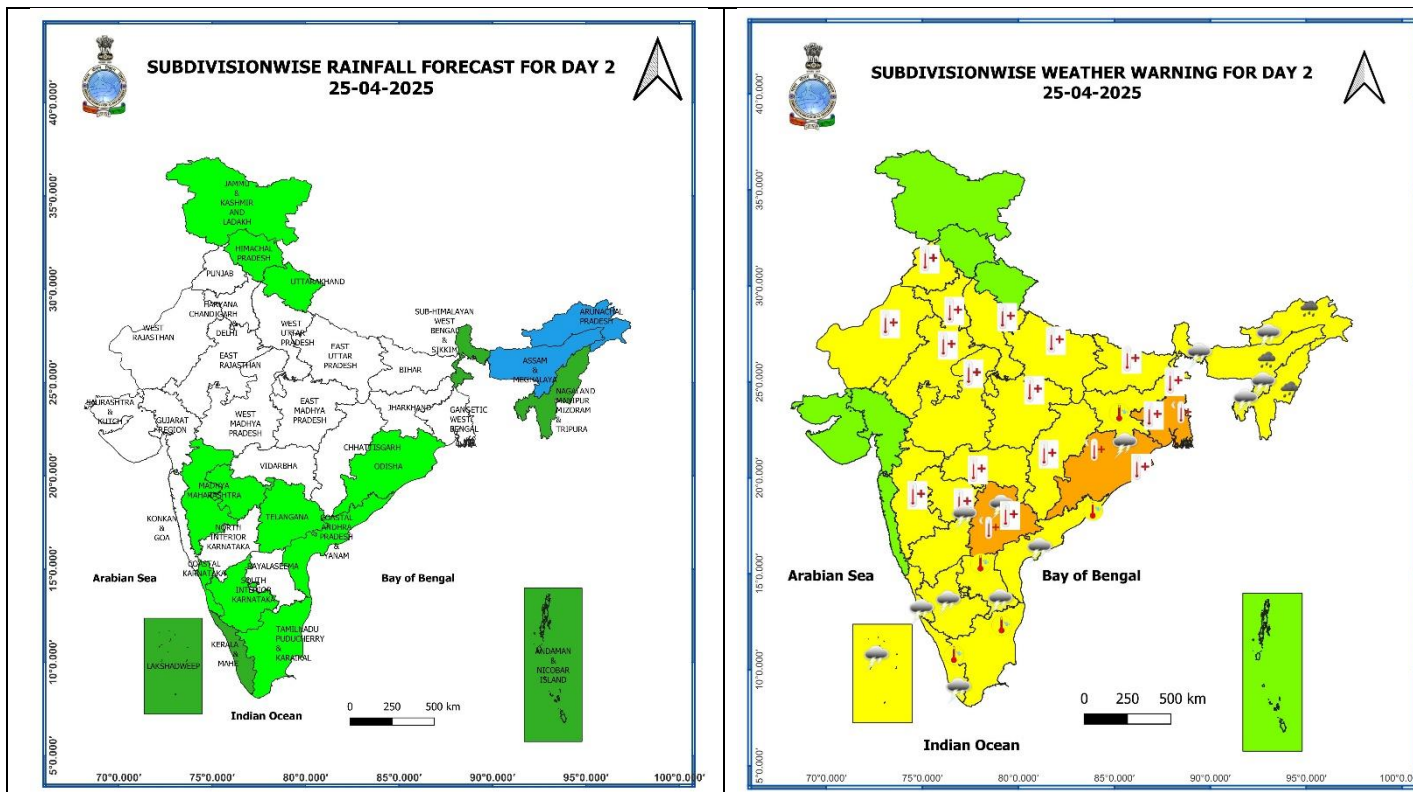 SUBDIVISIONWISE RAINFALL FORECAST FOR DAY 2
25-04-2025
40°0.000'
35°0.000'
30°0.000'
25°0.000'
20°0.000'
15°0.000'
10°0.000'
5°0.000'
JAMMU
&
KASHMIR
AND
LADAKH
HIMACHAL
PRADESH
PUNJAB
UTTARAKHAND
HARYANA
CHANDIGARH
&
DELHI
WEST
RAJASTHAN
WEST
UTTAR
PRADESH
SUB-HIMALAYAN
WEST
BENGAL
&
SIKKIM
ARUNACHAL
PRADESH
EAST
RAJASTHAN
EAST
UTTAR
PRADESH
BIHAR
ASSAM
&
MEGHALAYA
NAGALAND
MANIPUR
MIZORAM
&
TRIPURA
SAURASHTRA
&
KUTCH
GUJARAT
REGION
WEST
MADHYA
PRADESH
EAST
MADHYA
PRADESH
JHARKHAND
GANGETIC
WEST
BENGAL
CHHATTISGARH
ODISHA
VIDARBHA
MADHYA
MAHARASHTRA
KONKAN
&
GOA
TELANGANA
COASTAL
ANDHRA
PRADESH
&
YANAM
NORTH
INTERIOR
KARNATAKA
COASTAL
KARNATAKA
RAYALASEEMA
SOUTH
INTERIOR
KARNATAKA
Arabian Sea
Bay of Bengal
TAMILNADU
PUDUCHERRY
&
KARAIKAL
KERALA
&
MAHE
LAKSHADWEEP
ANDAMAN
&
NICOBAR
ISLAND
Indian Ocean
0 250 500 km
70°0.000' 75°0.000' 80°0.000' 85°0.000' 90°0.000' 95°0.000' 100°0.000'
SUBDIVISIONWISE WEATHER WARNING FOR DAY 2
25-04-2025
40°0.000'
35°0.000'
30°0.000'
25°0.000'
20°0.000'
15°0.000'
10°0.000'
5°0.000'
Arabian Sea
Bay of Bengal
Indian Ocean
0 250 500 km
70°0.000' 75°0.000' 80°0.000' 85°0.000' 90°0.000' 95°0.000' 100°0.000'